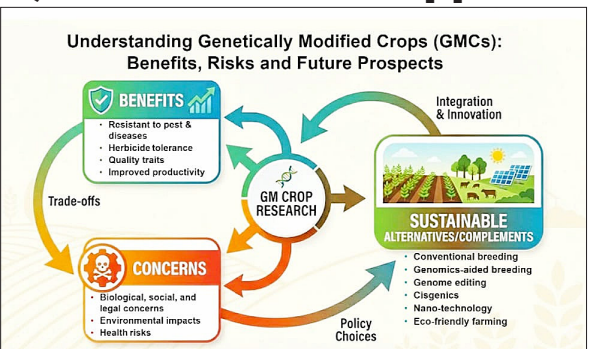 Understanding Genetically Modified Crops (GMCs):
Benefits, Risks and Future Prospects
BENEFITS
• Resistant to pest &
diseases
• Herbicide tolerance
• Quality traits
• Improved productivity
Trade-offs
CONCERNS
• Biological, social, and
legal concerns
• Environmental impacts
• Health risks
GM CROP
RESEARCH
Integration
& Innovation
SUSTAINABLE
ALTERNATIVES/COMPLEMENTS
• Conventional breeding
• Genomics-aided breeding
• Genome editing
• Cisgenics
• Nano-technology
• Eco-friendly farming
Policy
Choices